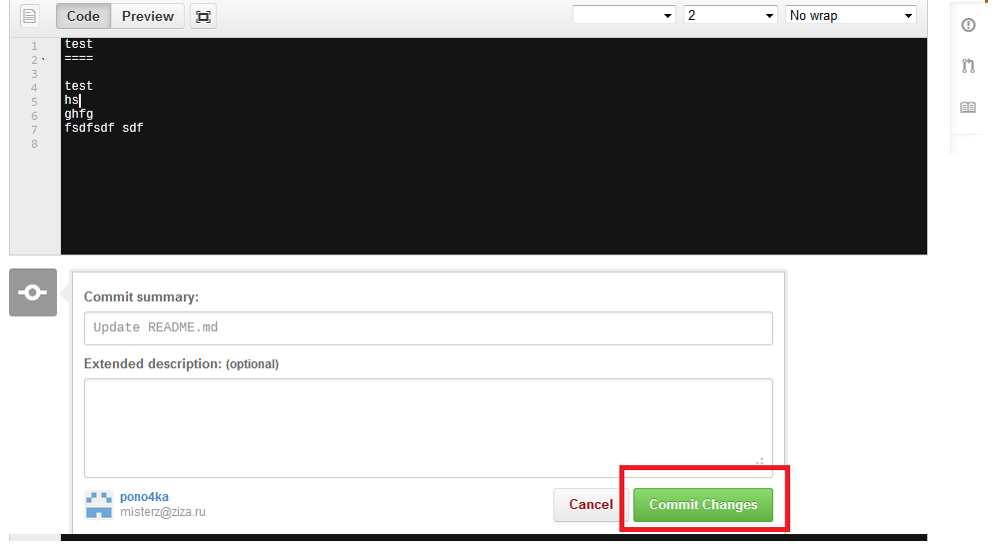 Code Preview 2 No wrap
1 test
2 ====
3
4 test
5 hs
6 ghfg
7 fsdfsdf sdf
8
Commit summary:
Update README.md
Extended description: (optional)
pono4ka
misterz@ziza.ru
Cancel Commit Changes